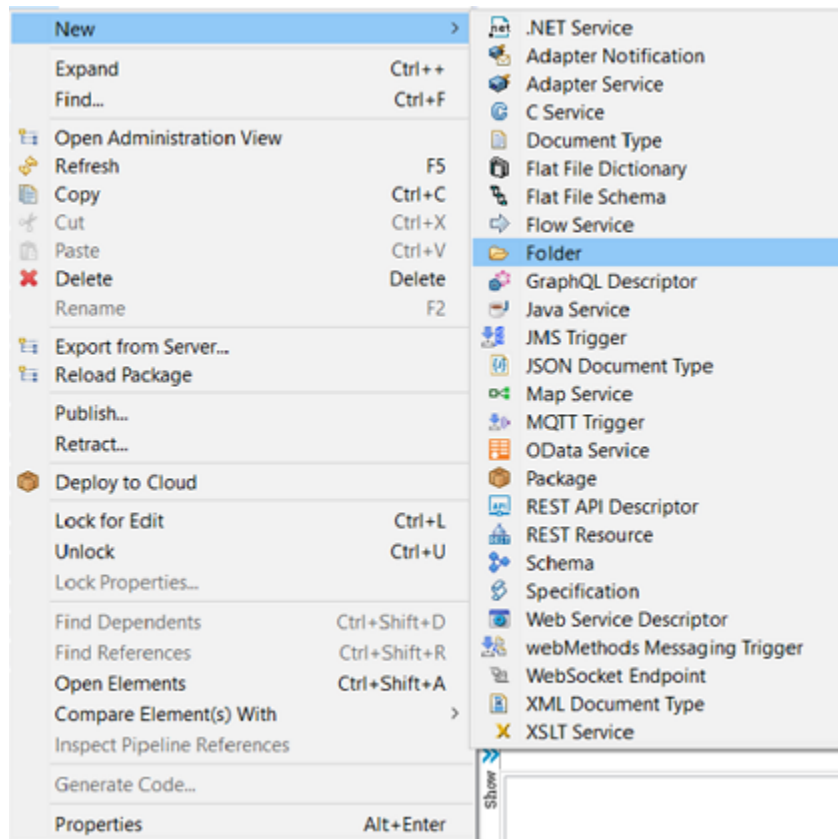 New >
Expand Ctrl++
Find... Ctrl+F
Open Administration View
Refresh F5
Copy Ctrl+C
Cut Ctrl+X
Paste Ctrl+V
Delete Delete
Rename F2
Export from Server...
Reload Package
Publish...
Retract...
Deploy to Cloud
Lock for Edit Ctrl+L
Unlock Ctrl+U
Lock Properties...
Find Dependents Ctrl+Shift+D
Find References Ctrl+Shift+R
Open Elements Ctrl+Shift+A
Compare Element(s) With >
Inspect Pipeline References
Generate Code...
Properties Alt+Enter
.NET Service
Adapter Notification
Adapter Service
C Service
Document Type
Flat File Dictionary
Flat File Schema
Flow Service
Folder
GraphQL Descriptor
Java Service
JMS Trigger
JSON Document Type
Map Service
MQTT Trigger
OData Service
Package
REST API Descriptor
REST Resource
Schema
Specification
Web Service Descriptor
webMethods Messaging Trigger
WebSocket Endpoint
XML Document Type
XSLT Service
Show